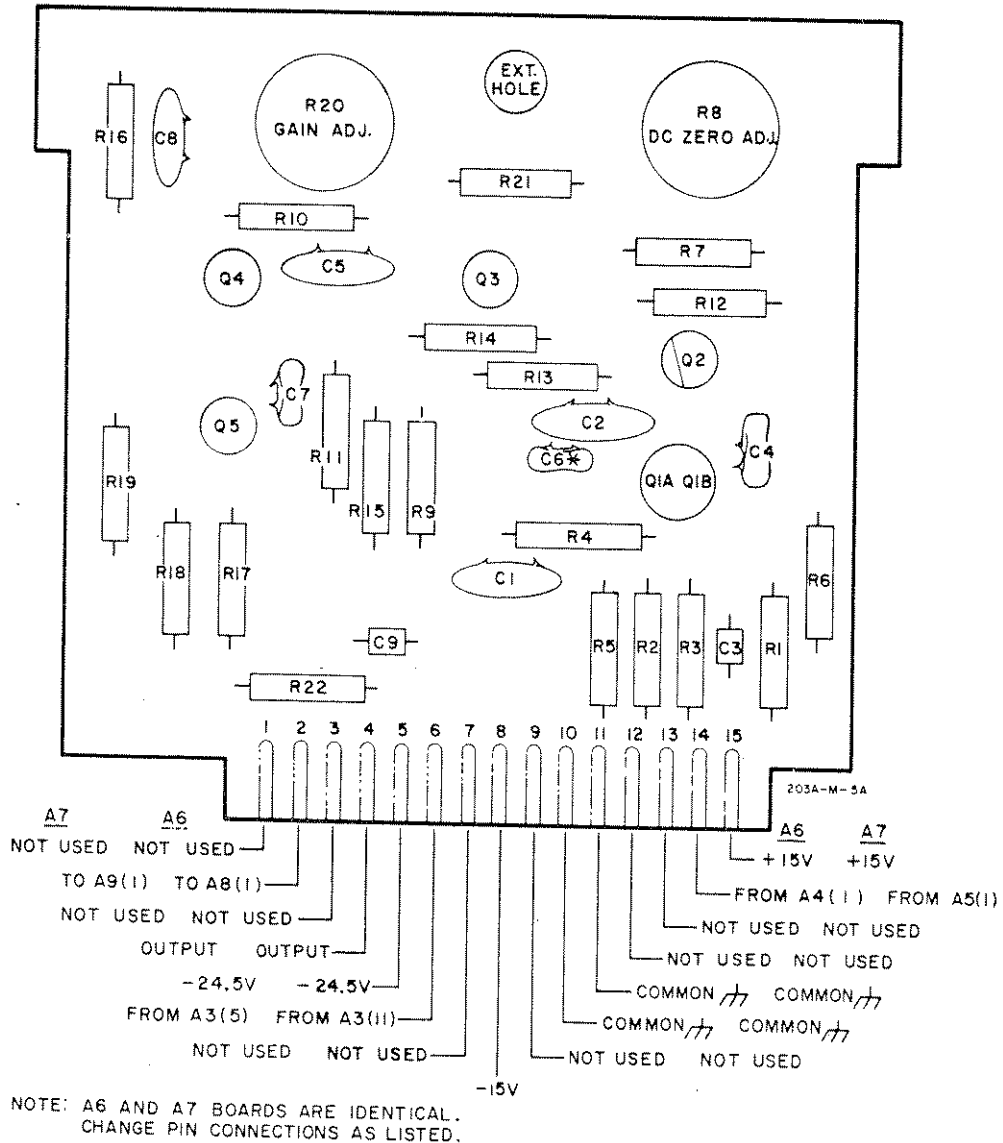 EXT.
HOLE
R20
GAIN ADJ.
R8
DC ZERO ADJ.
R16
C8
R21
R10
R7
C5
Q4
Q3
R12
R14
Q2
R13
C7
C2
Q5
R11
C6*
C4
Q1A Q1B
R19
R15
R9
R4
R18
R17
C1
R6
C9
R5
R2
R3
C3
R1
R22
1 2 3 4 5 6 7 8 9 10 11 12 13 14 15
203A-M-5A
A7 A6
A6 A7
NOT USED NOT USED
+15V +15V
TO A9(1) TO A8(1)
FROM A4(1) FROM A5(1)
NOT USED NOT USED
NOT USED NOT USED
OUTPUT OUTPUT
NOT USED NOT USED
-24.5V -24.5V
COMMON COMMON
FROM A3(5) FROM A3(11)
COMMON COMMON
NOT USED NOT USED
NOT USED NOT USED
-15V
NOTE: A6 AND A7 BOARDS ARE IDENTICAL.
CHANGE PIN CONNECTIONS AS LISTED.